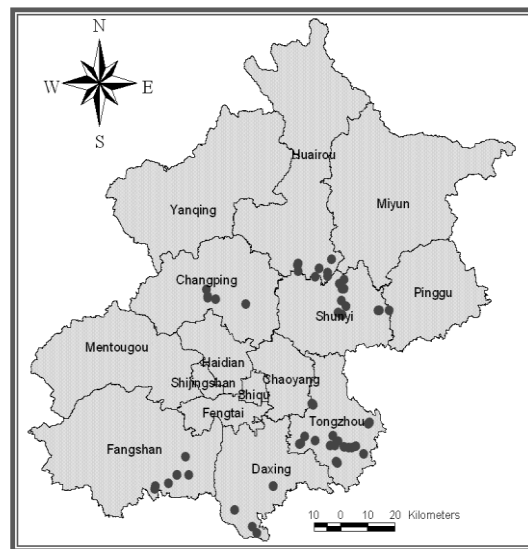 N
W E
S
Huairou
Miyun
Yanqing
Changping
Pinggu
Shunyi
Mentougou
Haidian
Shijingshan
Shaoyang
Shiqu
Fengtai
Tongzhou
Fangshan
Daxing
10 0 10 20 Kilometers